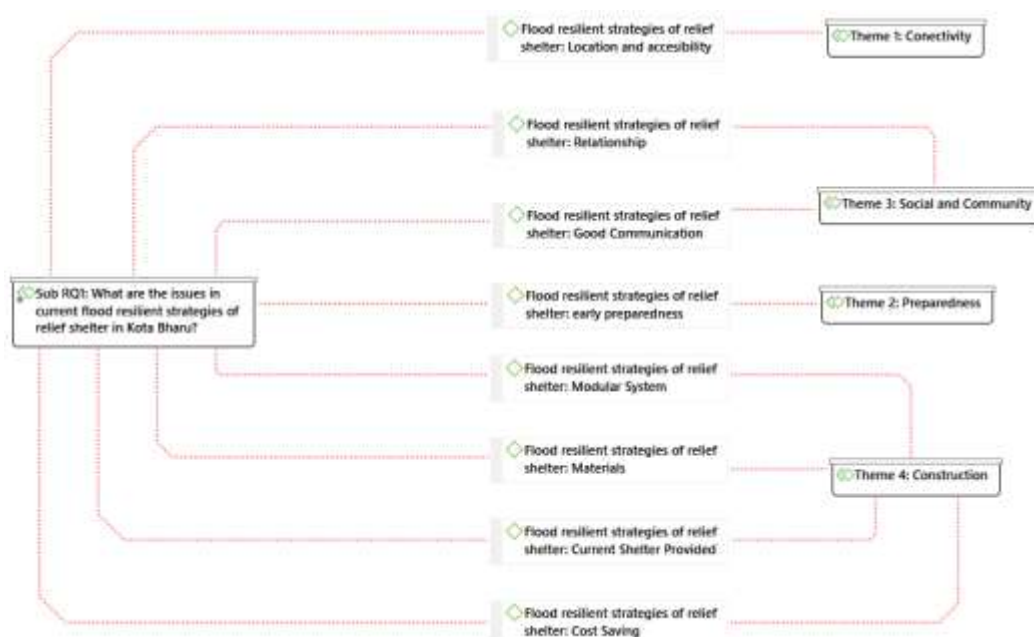 Flood resilient strategies of relief
shelter: Location and accesibility
Theme 1: Conectivity
Flood resilient strategies of relief
shelter: Relationship
Theme 3: Social and Community
Flood resilient strategies of relief
shelter: Good Communication
Sub RQ1: What are the issues in
current flood resilient strategies of
relief shelter in Kota Bharu?
Flood resilient strategies of relief
shelter: early preparedness
Theme 2: Preparedness
Flood resilient strategies of relief
shelter: Modular System
Flood resilient strategies of relief
shelter: Materials
Theme 4: Construction
Flood resilient strategies of relief
shelter: Current Shelter Provided
Flood resilient strategies of relief
shelter: Cost Saving